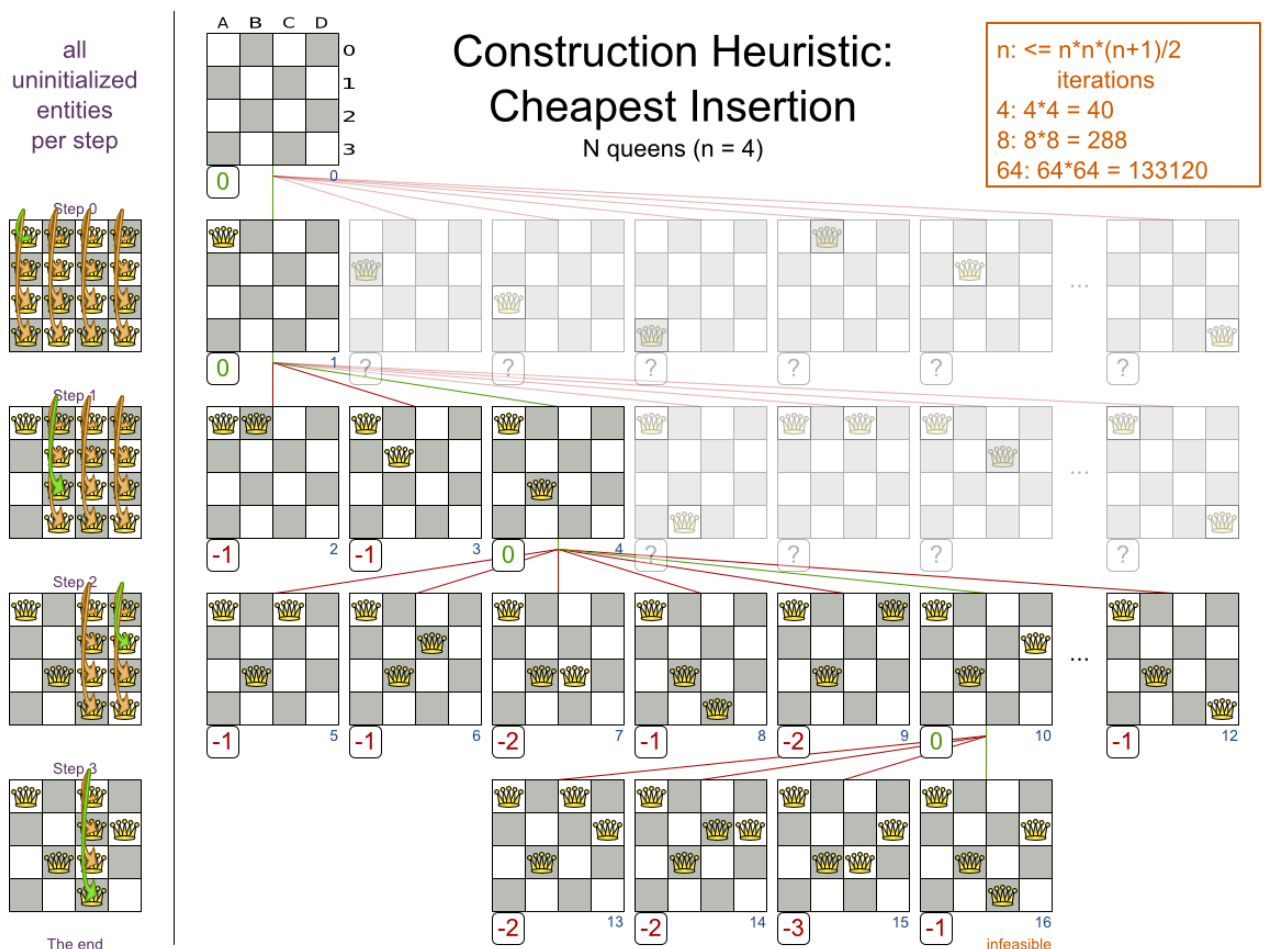 all
uninitialized
entities
per step
A B C D
0
1
2
3
Construction Heuristic:
Cheapest Insertion
N queens (n = 4)
n: <= n*n*(n+1)/2
iterations
4: 4*4 = 40
8: 8*8 = 288
64: 64*64 = 133120
0 0
Step 0
0 1 ? ? ? ? ? ?
...
Step 1
-1 2 -1 3 0 4 ? ? ? ?
...
Step 2
-1 5 -1 6 -2 7 -1 8 -2 9 0 10 -1 12
...
Step 3
-2 13 -2 14 -3 15 -1 16
The end
infeasible